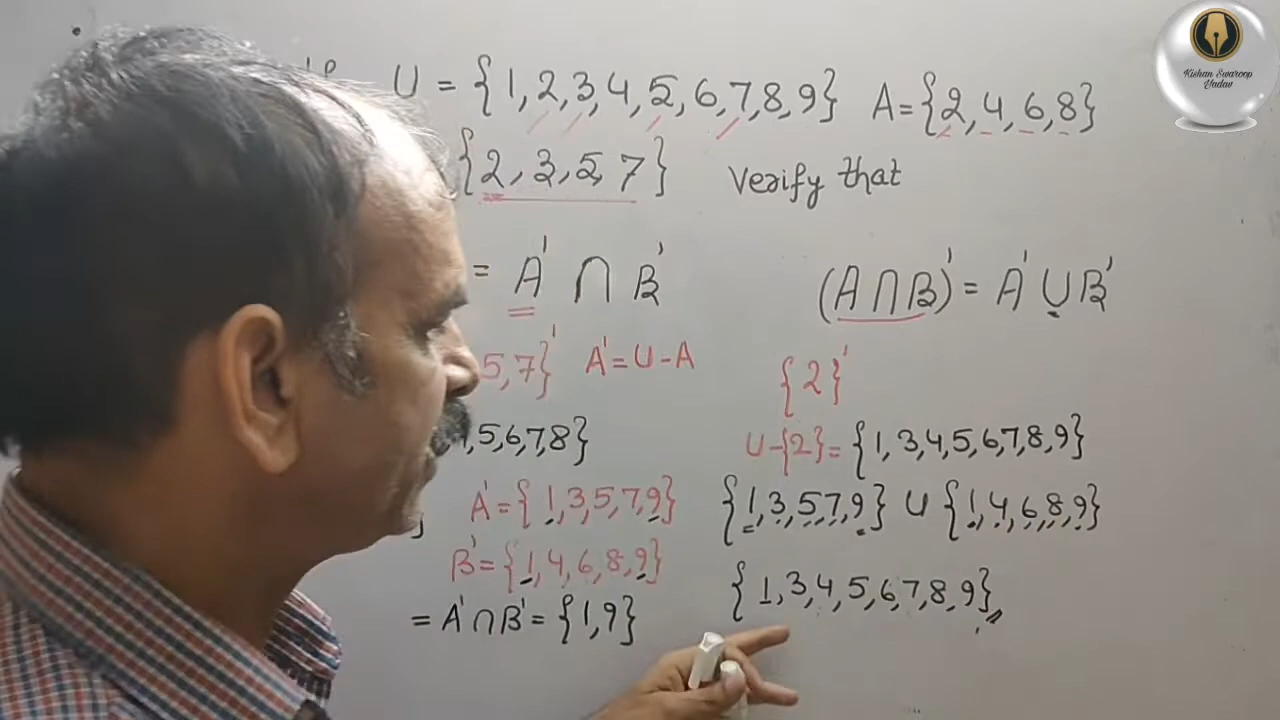 U = {1,2,3,4,5,6,7,8,9} A={2,4,6,8}
{2,3,5,7} Verify that
= A' ∩ B' (A∩B)' = A' ∪ B'
5,7}' A'=U-A {2}'
,5,6,7,8} U-{2}= {1,3,4,5,6,7,8,9}
A'={1,3,5,7,9} {1,3,5,7,9} ∪ {1,4,6,8,9}
B'={1,4,6,8,9}
= A'∩B'= {1,9} {1,3,4,5,6,7,8,9}
Kishan Swaroop
Yadav